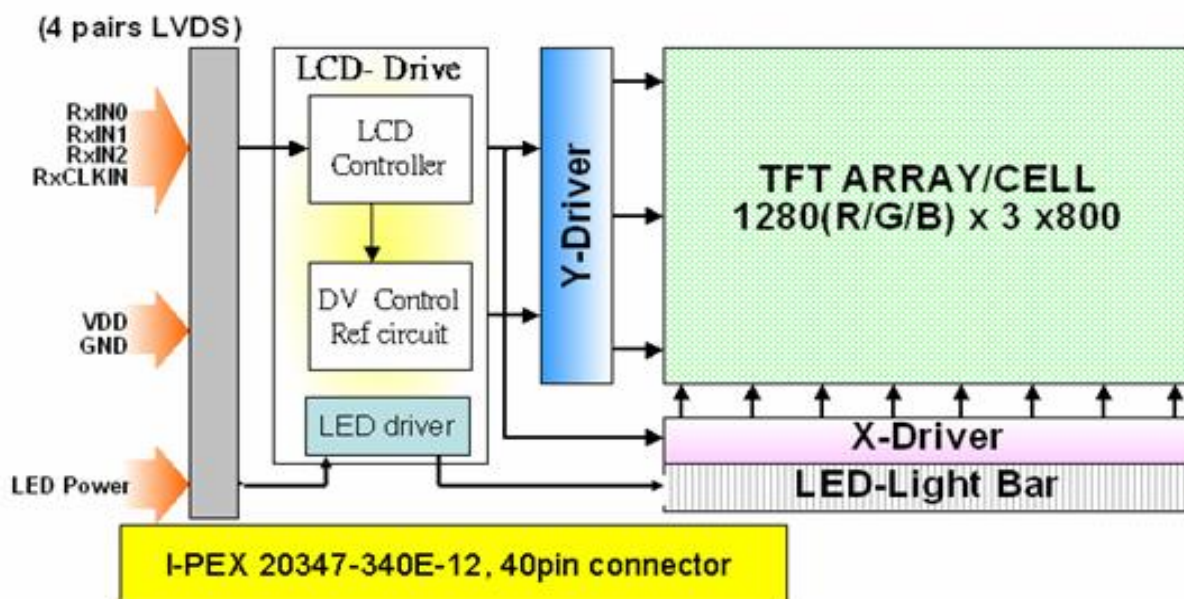 (4 pairs LVDS)
RxIN0
RxIN1
RxIN2
RxCLKIN
VDD
GND
LED Power
LCD- Drive
LCD
Controller
DV Control
Ref circuit
LED driver
Y-Driver
TFT ARRAY/CELL
1280(R/G/B) x 3 x800
X-Driver
LED-Light Bar
I-PEX 20347-340E-12, 40pin connector